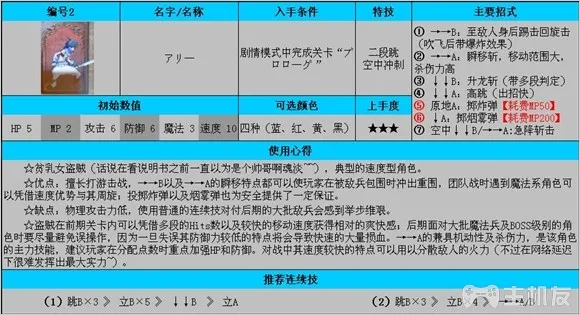 编号2 名字/名称 入手条件 特技 主要招式
アリー
剧情模式中完成关卡“プロローグ”
二段跳
空中冲刺
① →→B：至敌人身后踢击回旋击（吹飞后带爆炸效果）
② →→A：瞬移斩，移动范围大，杀伤力高
③ ↓↓B：升龙斩（带多段判定）
④ ↓↓A：高跳（出招快）
⑤ 原地A：掷炸弹【耗费MP50】
⑥ ↓A：掷烟雾弹【耗费MP200】
⑦ 空中↓↓B/→→A：急降斩击
初始数值 可选颜色 上手度
HP 5 MP 2 攻击 6 防御 6 魔法 3 速度 10 四种（蓝、红、黄、黑） ★★★
使用心得
☆贫乳女盗贼（话说在看说明书之前一直以为是个帅哥啊魂淡~~），典型的速度型角色。
☆优点：擅长打游击战，→→B以及→→A的瞬移特点都可以使玩家在被敌兵包围时冲出重围，团队战时遇到魔法系角色可以凭借速度优势与其周旋；投掷炸弹以及烟雾弹也为安全提供了一定保证。
☆缺点：物理攻击力低，使用普通的连续技对付后期的大批敌兵会感到举步维艰。
☆盗贼在前期关卡内可以凭借多段的Hits数以及较快的移动速度获得相对的爽快感；后期面对大批魔法兵及BOSS级别的角色时要尽量避免误操作，因为一旦失误其防御力较低的特点将会导致快速的大量损血。→→A的兼具机动性及杀伤力，是该角色的主力技能，建议玩家在分配点数时重点加强HP和防御。对战中其速度较快的特点可以用以分散敌人的火力（不过在网络延迟下很难发挥出最大实力~）。
推荐连续技
（1）跳B×3 》 立B×5 》 ↓↓B 》 立A （2）跳B×3 》 立B×4 》 →→A/B
主机友